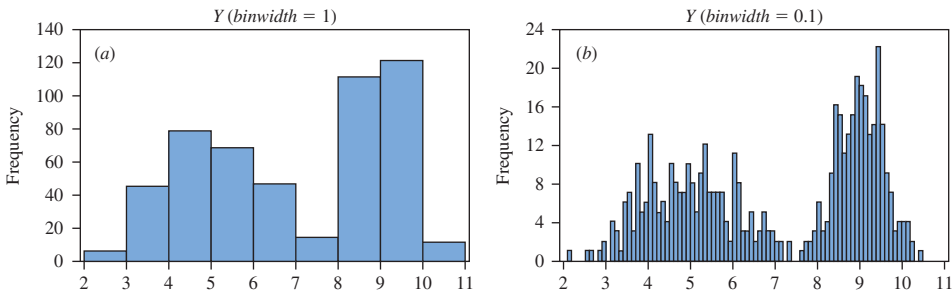 Y (binwidth = 1)
(a)
Frequency
140
120
100
80
60
40
20
0
2 3 4 5 6 7 8 9 10 11
Y (binwidth = 0.1)
(b)
Frequency
24
20
16
12
8
4
0
2 3 4 5 6 7 8 9 10 11